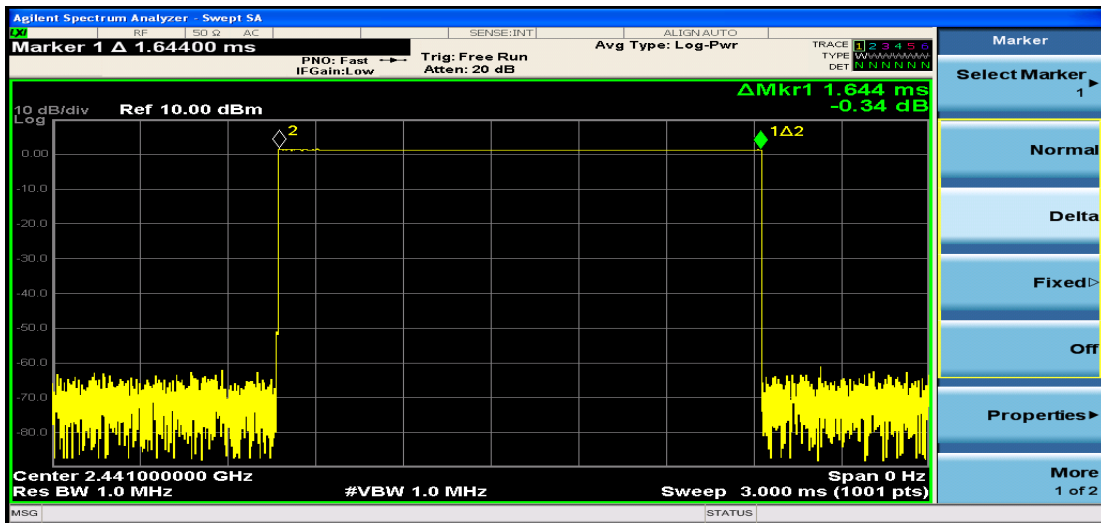 Agilent Spectrum Analyzer - Swept SA
LXI RF 50 Ω AC SENSE:INT ALIGN AUTO
Marker 1 Δ 1.64400 ms
PNO: Fast
IFGain:Low
Trig: Free Run
Atten: 20 dB
Avg Type: Log-Pwr
TRACE 1 2 3 4 5 6
TYPE WWWWWW
DET N N N N N N
ΔMkr1 1.644 ms
-0.34 dB
10 dB/div Ref 10.00 dBm
Log
2
1Δ2
0.00
-10.0
-20.0
-30.0
-40.0
-50.0
-60.0
-70.0
-80.0
Center 2.441000000 GHz Span 0 Hz
Res BW 1.0 MHz #VBW 1.0 MHz Sweep 3.000 ms (1001 pts)
MSG STATUS
Marker
Select Marker
1
Normal
Delta
Fixed
Off
Properties
More
1 of 2